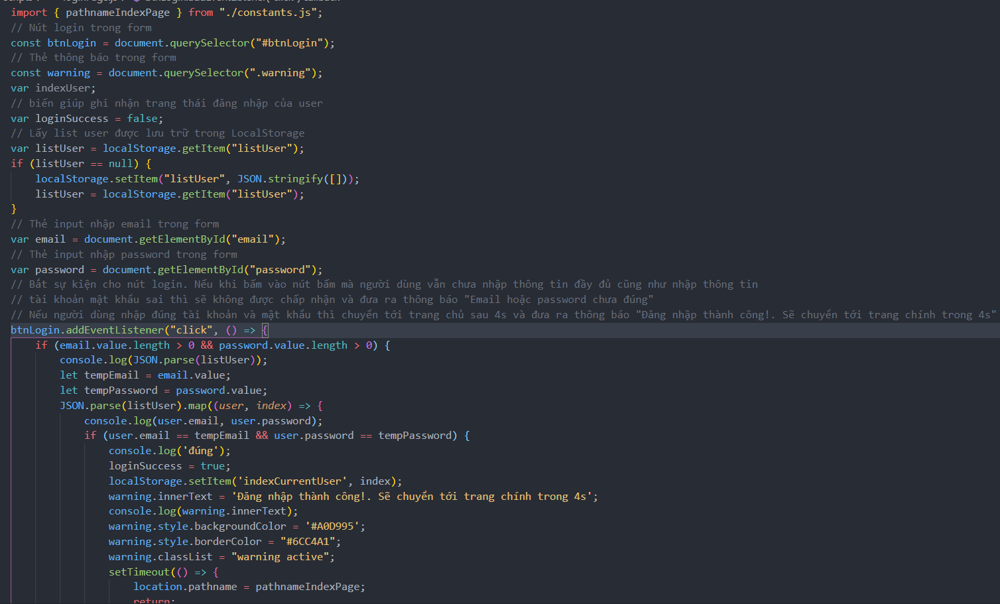 import { pathnameIndexPage } from "./constants.js";
// Nút login trong form
const btnLogin = document.querySelector("#btnLogin");
// Thẻ thông báo trong form
const warning = document.querySelector(".warning");
var indexUser;
// biến giúp ghi nhận trang thái đăng nhập của user
var loginSuccess = false;
// Lấy list user được lưu trữ trong LocalStorage
var listUser = localStorage.getItem("listUser");
if (listUser == null) {
    localStorage.setItem("listUser", JSON.stringify([]));
    listUser = localStorage.getItem("listUser");
}
// Thẻ input nhập email trong form
var email = document.getElementById("email");
// Thẻ input nhập password trong form
var password = document.getElementById("password");
// Bắt sự kiện cho nút login. Nếu khi bấm vào nút bấm mà người dùng vẫn chưa nhập thông tin đầy đủ cũng như nhập thông tin
// tài khoản mật khẩu sai thì sẽ không được chấp nhận và đưa ra thông báo "Email hoặc password chưa đúng"
// Nếu người dùng nhập đúng tài khoản và mật khẩu thì chuyển tới trang chủ sau 4s và đưa ra thông báo "Đăng nhập thành công!. Sẽ chuyển tới trang chính trong 4s"
btnLogin.addEventListener("click", () => {
    if (email.value.length > 0 && password.value.length > 0) {
        console.log(JSON.parse(listUser));
        let tempEmail = email.value;
        let tempPassword = password.value;
        JSON.parse(listUser).map((user, index) => {
            console.log(user.email, user.password);
            if (user.email == tempEmail && user.password == tempPassword) {
                console.log('đúng');
                loginSuccess = true;
                localStorage.setItem('indexCurrentUser', index);
                warning.innerText = 'Đăng nhập thành công!. Sẽ chuyển tới trang chính trong 4s';
                console.log(warning.innerText);
                warning.style.backgroundColor = '#A0D995';
                warning.style.borderColor = "#6CC4A1";
                warning.classList = "warning active";
                setTimeout(() => {
                    location.pathname = pathnameIndexPage;
                    return;